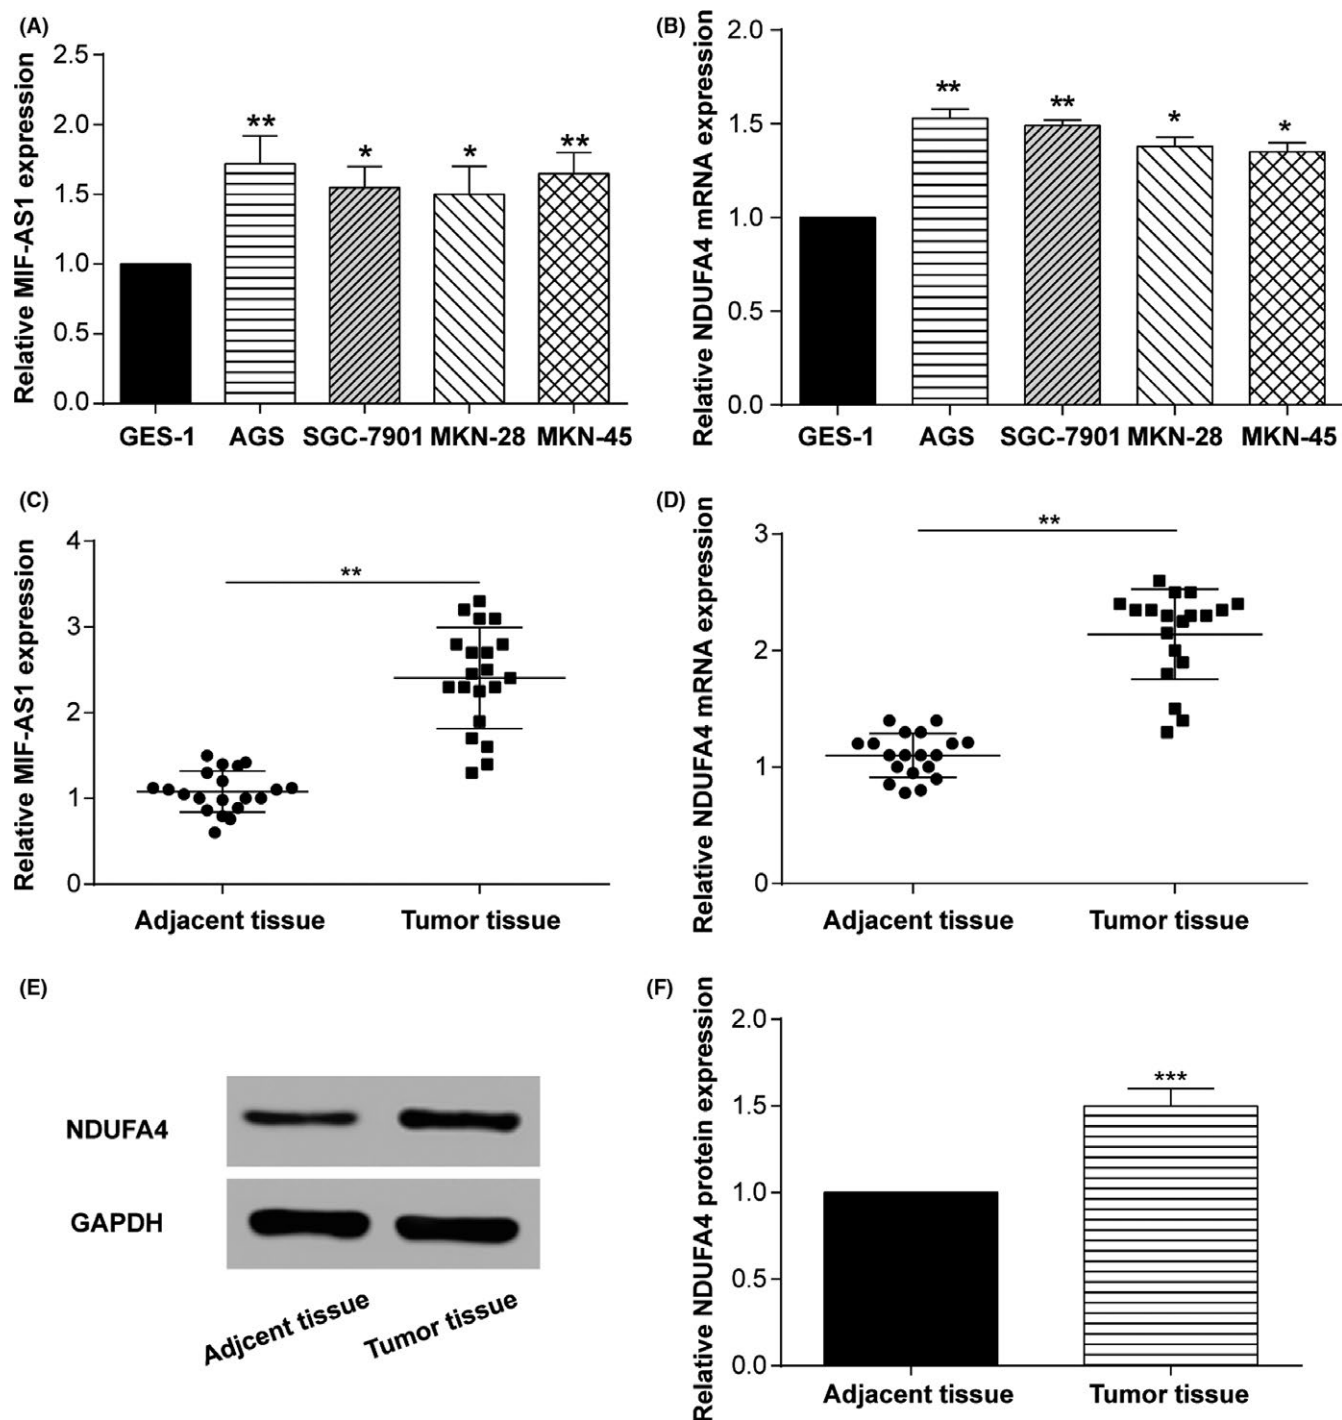 (A)
Relative MIF-AS1 expression
2.5
2.0
1.5
1.0
0.5
0.0
**
*
*
**
GES-1 AGS SGC-7901 MKN-28 MKN-45
(B)
Relative NDUFA4 mRNA expression
2.0
1.5
1.0
0.5
0.0
**
**
*
*
GES-1 AGS SGC-7901 MKN-28 MKN-45
(C)
Relative MIF-AS1 expression
4
3
2
1
0
**
Adjacent tissue Tumor tissue
(D)
Relative NDUFA4 mRNA expression
3
2
1
0
**
Adjacent tissue Tumor tissue
(E)
NDUFA4
GAPDH
Adjcent tissue Tumor tissue
(F)
Relative NDUFA4 protein expression
2.0
1.5
1.0
0.5
0.0
***
Adjacent tissue Tumor tissue